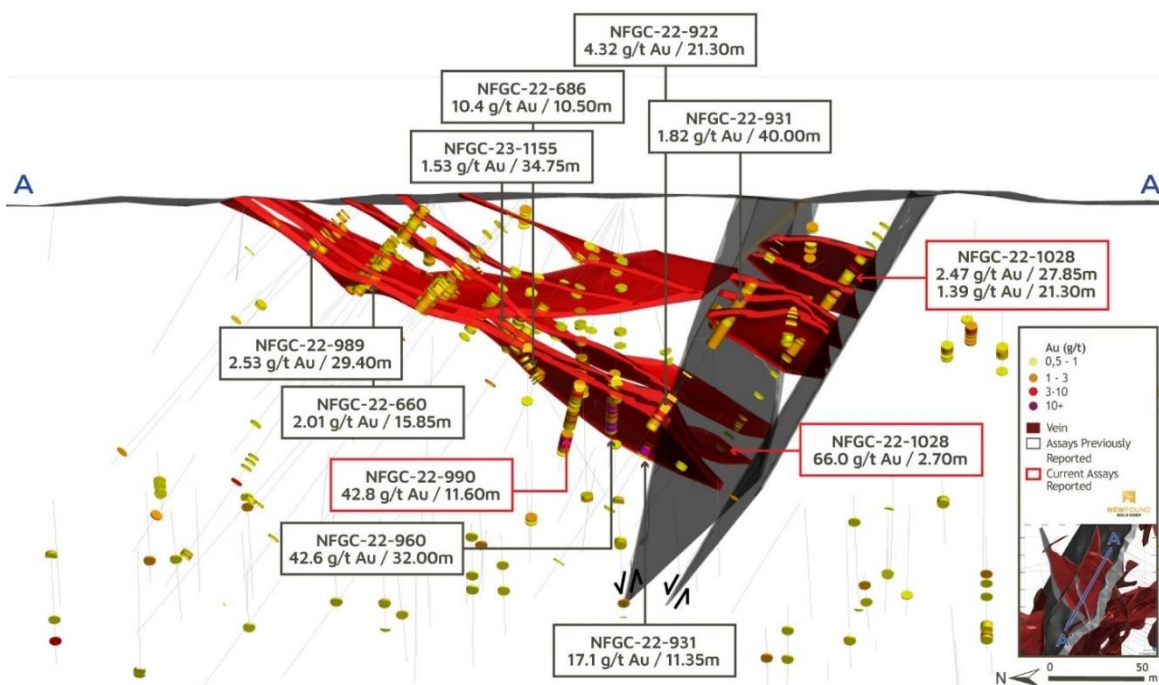 NFGC-22-922
4.32 g/t Au / 21.30m
NFGC-22-686
10.4 g/t Au / 10.50m
NFGC-22-931
1.82 g/t Au / 40.00m
NFGC-23-1155
1.53 g/t Au / 34.75m
A
A
NFGC-22-1028
2.47 g/t Au / 27.85m
1.39 g/t Au / 21.30m
NFGC-22-989
2.53 g/t Au / 29.40m
NFGC-22-660
2.01 g/t Au / 15.85m
NFGC-22-990
42.8 g/t Au / 11.60m
NFGC-22-1028
66.0 g/t Au / 2.70m
NFGC-22-960
42.6 g/t Au / 32.00m
NFGC-22-931
17.1 g/t Au / 11.35m
Au (g/t)
0,5 - 1
1 - 3
3-10
10+
Vein
Assays Previously
Reported
Current Assays
Reported
NEWFOUND
GOLD CORP
A'
A
N
0 50
m